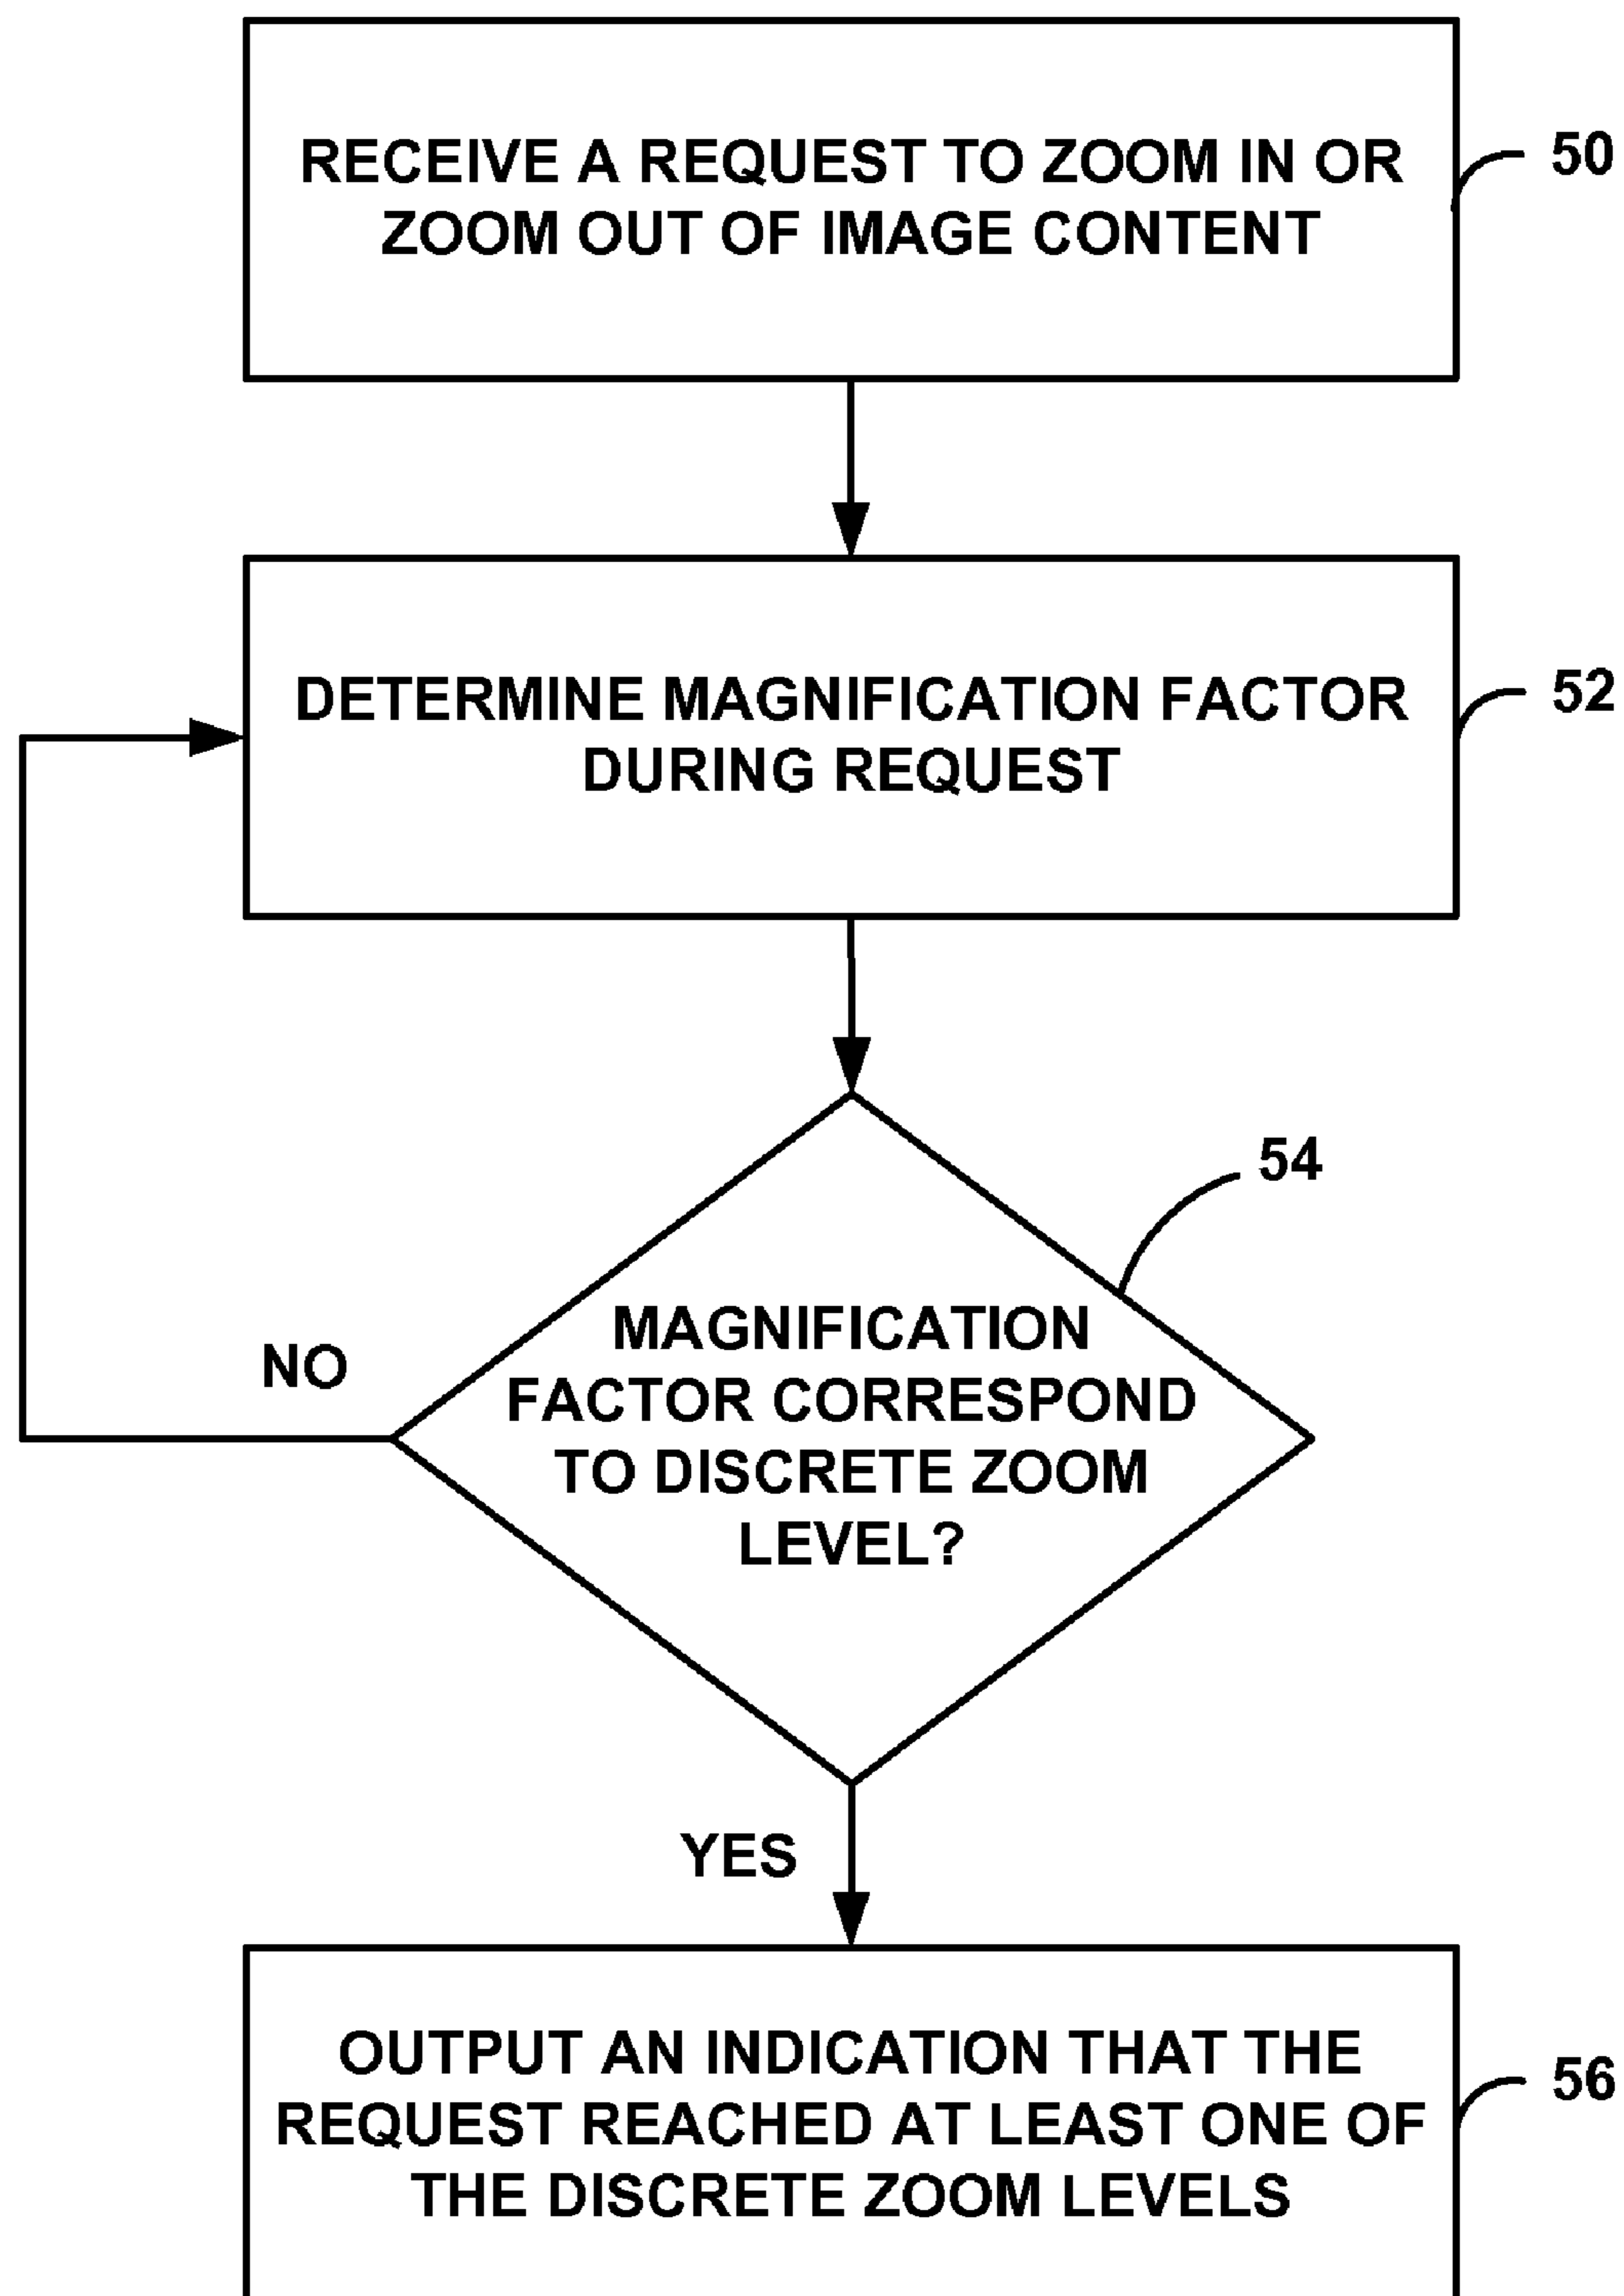 RECEIVE A REQUEST TO ZOOM IN OR
ZOOM OUT OF IMAGE CONTENT
50
DETERMINE MAGNIFICATION FACTOR
DURING REQUEST
52
54
MAGNIFICATION
FACTOR CORRESPOND
TO DISCRETE ZOOM
LEVEL?
NO
YES
OUTPUT AN INDICATION THAT THE
REQUEST REACHED AT LEAST ONE OF
THE DISCRETE ZOOM LEVELS
56